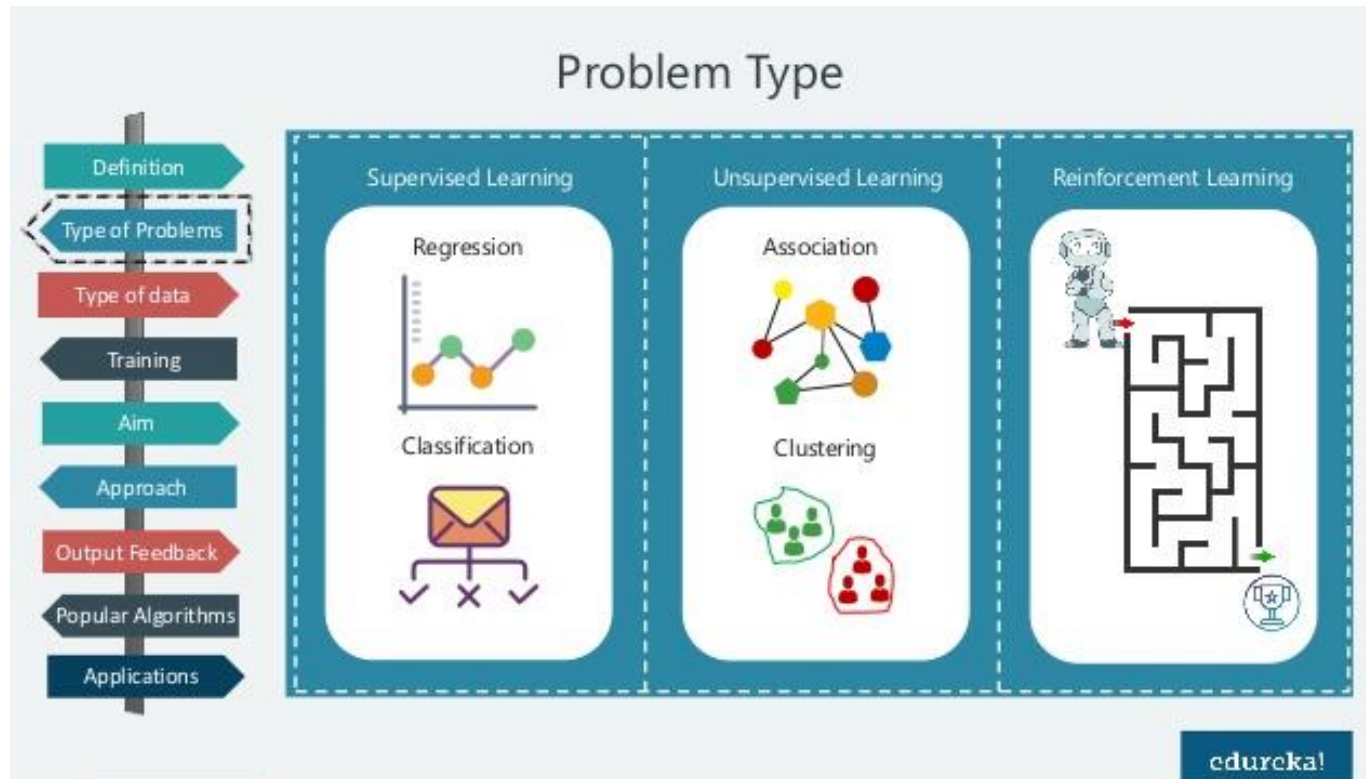 Problem Type
Definition
Type of Problems
Type of data
Training
Aim
Approach
Output Feedback
Popular Algorithms
Applications
Supervised Learning
Regression
Classification
Unsupervised Learning
Association
Clustering
Reinforcement Learning
edureka!